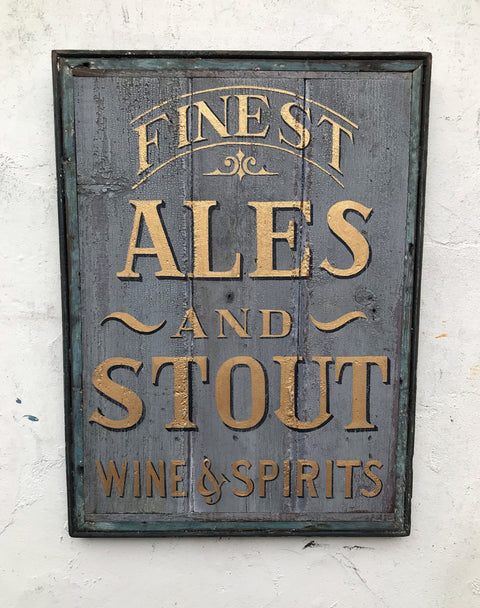 FINEST
ALES
AND
STOUT
WINE & SPIRITS